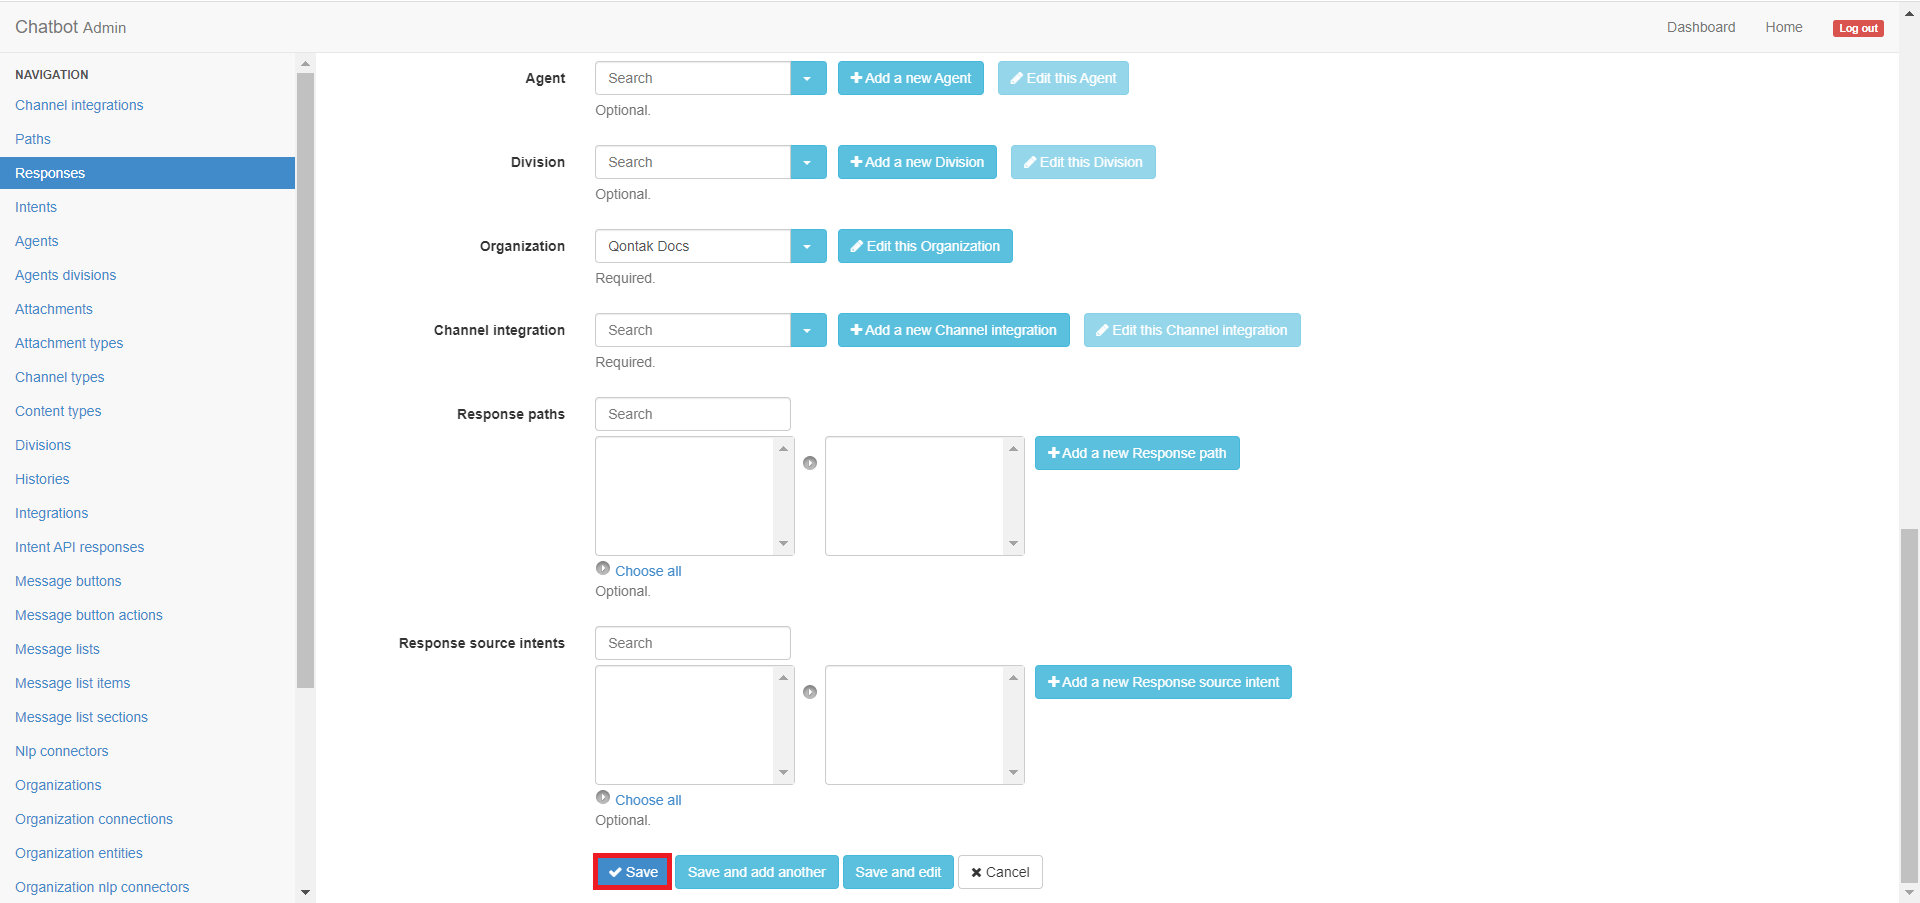 Chatbot Admin
Dashboard
Home
Log out
NAVIGATION
Channel integrations
Paths
Responses
Intents
Agents
Agents divisions
Attachments
Attachment types
Channel types
Content types
Divisions
Histories
Integrations
Intent API responses
Message buttons
Message button actions
Message lists
Message list items
Message list sections
Nlp connectors
Organizations
Organization connections
Organization entities
Organization nlp connectors
Agent
Search
Add a new Agent
Edit this Agent
Optional.
Division
Search
Add a new Division
Edit this Division
Optional.
Organization
Qontak Docs
Edit this Organization
Required.
Channel integration
Search
Add a new Channel integration
Edit this Channel integration
Required.
Response paths
Search
Add a new Response path
Choose all
Optional.
Response source intents
Search
Add a new Response source intent
Choose all
Optional.
Save
Save and add another
Save and edit
Cancel